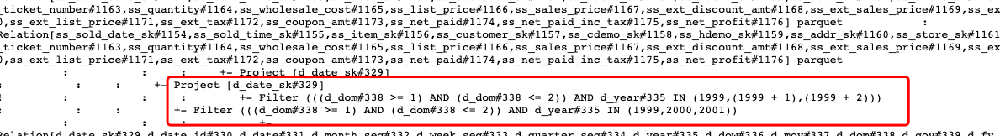 _ticket_number#1163,ss_quantity#1164,ss_wholesale_cost#1165,ss_list_price#1166,ss_sales_price#1167,ss_ext_discount_amt#1168,ss_ext_sales_price#1169,ss_ex
0,ss_ext_list_price#1171,ss_ext_tax#1172,ss_coupon_amt#1173,ss_net_paid#1174,ss_net_paid_inc_tax#1175,ss_net_profit#1176] parquet :
Relation[ss_sold_date_sk#1154,ss_sold_time_sk#1155,ss_item_sk#1156,ss_customer_sk#1157,ss_cdemo_sk#1158,ss_hdemo_sk#1159,ss_addr_sk#1160,ss_store_sk#1161
_ticket_number#1163,ss_quantity#1164,ss_wholesale_cost#1165,ss_list_price#1166,ss_sales_price#1167,ss_ext_discount_amt#1168,ss_ext_sales_price#1169,ss_ex
0,ss_ext_list_price#1171,ss_ext_tax#1172,ss_coupon_amt#1173,ss_net_paid#1174,ss_net_paid_inc_tax#1175,ss_net_profit#1176] parquet
: : : +- Project [d_date_sk#329]
: : : +- Project [d_date_sk#329]
! : : : +- Filter (((d_dom#338 >= 1) AND (d_dom#338 <= 2)) AND d_year#335 IN (1999,(1999 + 1),(1999 + 2)))
: : : +- Filter (((d_dom#338 >= 1) AND (d_dom#338 <= 2)) AND d_year#335 IN (1999,2000,2001))
: : : +-
Relation[d_date_sk#329,d_date_id#330,d_date#331,d_month_seq#332,d_week_seq#333,d_quarter_seq#334,d_year#335,d_dow#336,d_moy#337,d_dom#338,d_qoy#339,d_fy